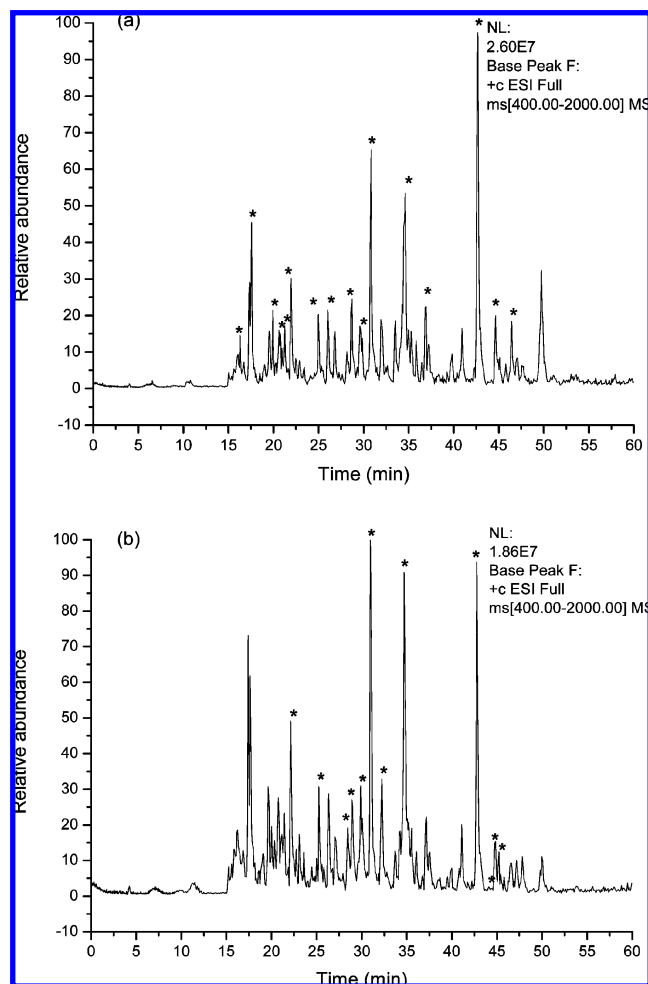 (a)
NL:
2.60E7
Base Peak F:
+c ESI Full
ms[400.00-2000.00] MS
100
90
80
70
60
50
40
30
20
10
0
-10
Relative abundance
* * * * * * * * * * * * * * * *
0 5 10 15 20 25 30 35 40 45 50 55 60
Time (min)
(b)
NL:
1.86E7
Base Peak F:
+c ESI Full
ms[400.00-2000.00] MS
100
90
80
70
60
50
40
30
20
10
0
-10
Relative abundance
* * * * * * * * * * * *
0 5 10 15 20 25 30 35 40 45 50 55 60
Time (min)